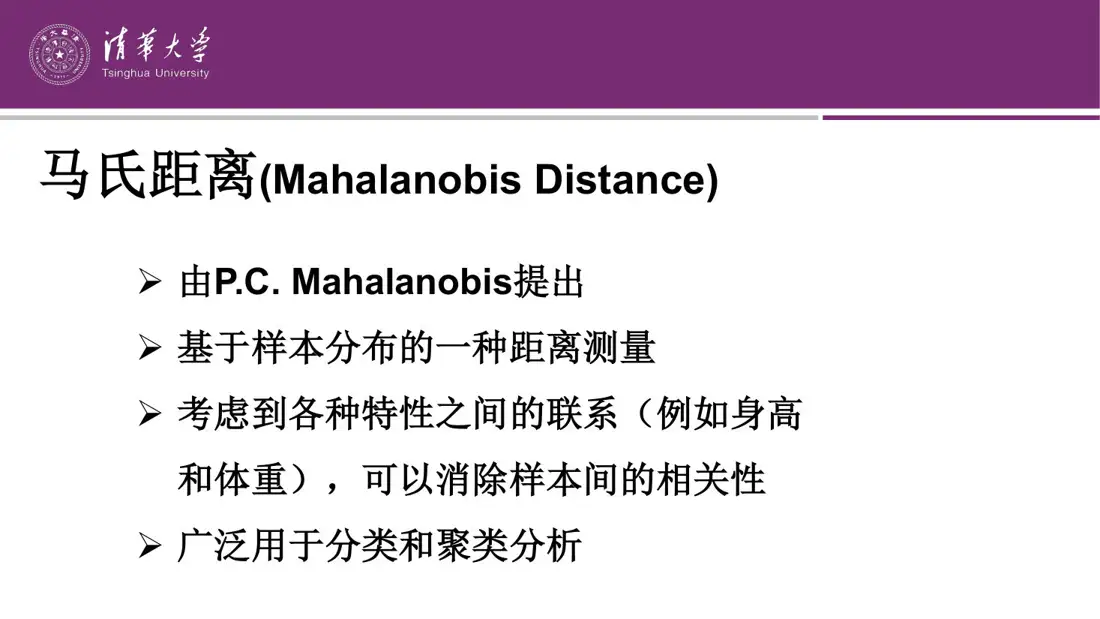 清华大学
Tsinghua University
马氏距离(Mahalanobis Distance)
由P.C. Mahalanobis提出
基于样本分布的一种距离测量
考虑到各种特性之间的联系（例如身高
和体重），可以消除样本间的相关性
广泛用于分类和聚类分析